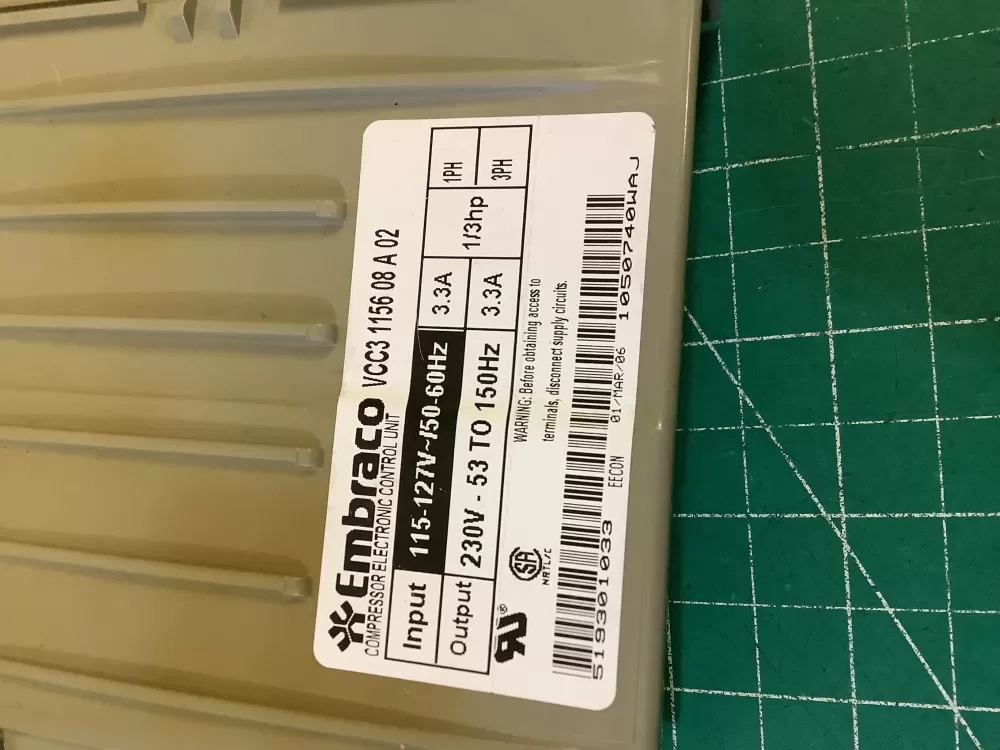 Embraco VCC3 1156 08 A 02
COMPRESSOR ELECTRONIC CONTROL UNIT
Input 115-127V~/50-60Hz 3.3A 1/3hp 1PH
Output 230V - 53 TO 150Hz 3.3A 3PH
WARNING: Before obtaining access to
terminals, disconnect supply circuits.
SA
NRTL/C
EECON 01/MAR/06 1050740WAJ
519301033